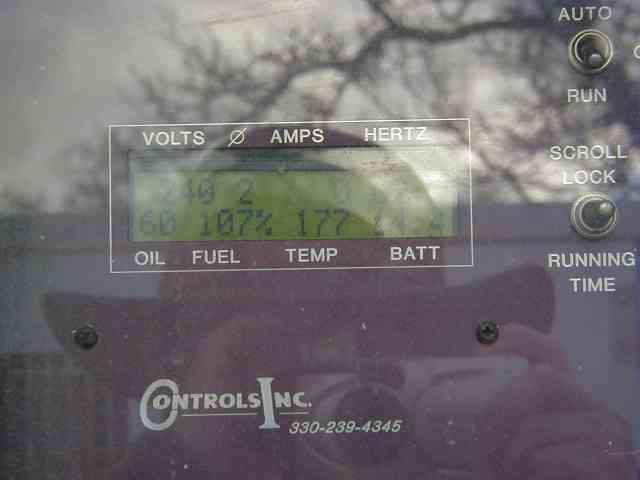 AUTO
RUN
SCROLL
LOCK
RUNNING
TIME
VOLTS Ø AMPS HERTZ
240 2
60 107% 177
OIL FUEL TEMP BATT
CONTROLS INC.
330-239-4345